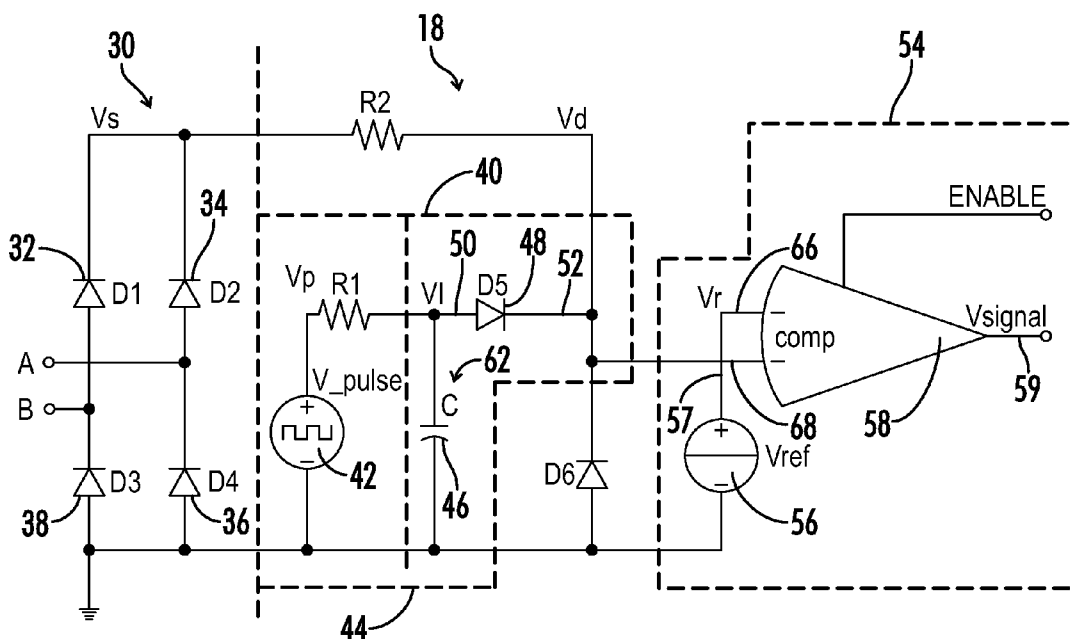 30
18
54
Vs
R2
Vd
40
ENABLE
34
32
50
48
52
66
Vp
R1
VI
D5
Vr
D1
D2
Vsignal
comp
A
62
V_pulse
59
B
57
C
68
58
+
+
D3
D4
42
D6
Vref
38
36
46
56
44